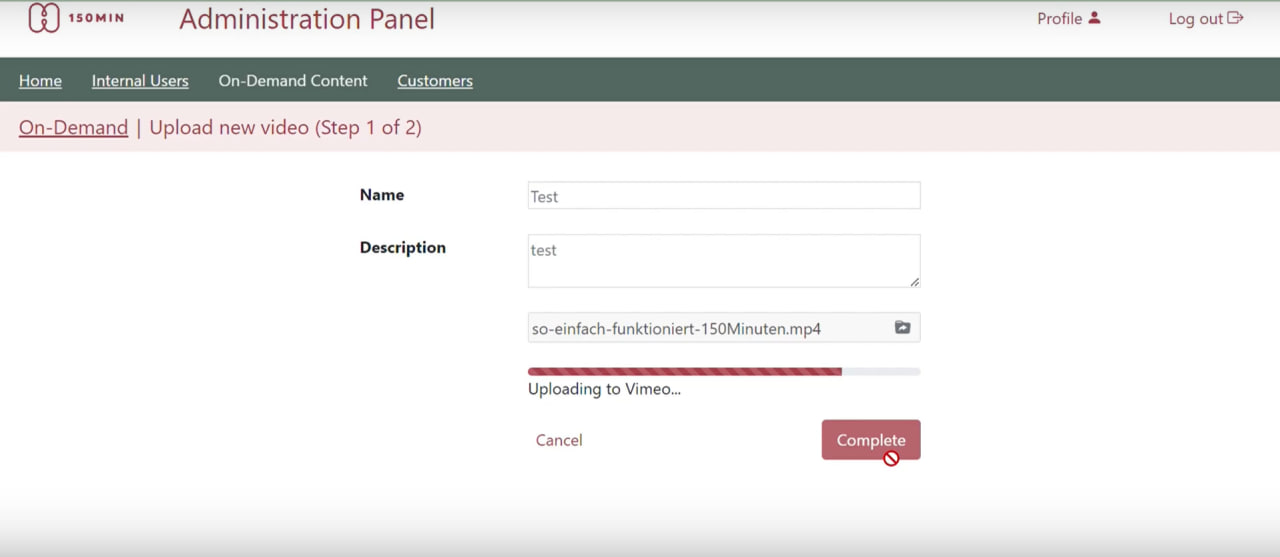 150MIN Administration Panel Profile Log out
Home Internal Users On-Demand Content Customers
On-Demand | Upload new video (Step 1 of 2)
Name Test
Description test
so-einfach-funktioniert-150Minuten.mp4
Uploading to Vimeo...
Cancel Complete